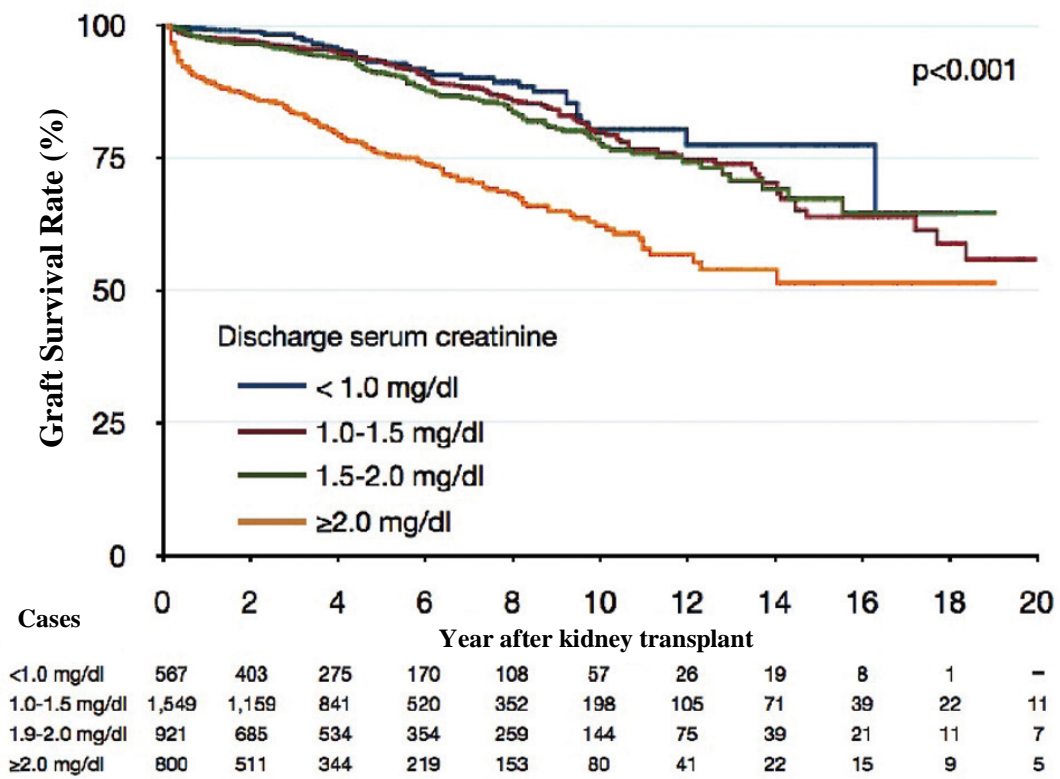 100
75
50
25
0
Graft Survival Rate (%)
p<0.001
Discharge serum creatinine
< 1.0 mg/dl
1.0-1.5 mg/dl
1.5-2.0 mg/dl
≥2.0 mg/dl
0 2 4 6 8 10 12 14 16 18 20
Cases
Year after kidney transplant
<1.0 mg/dl 567 403 275 170 108 57 26 19 8 1 –
1.0-1.5 mg/dl 1,549 1,159 841 520 352 198 105 71 39 22 11
1.9-2.0 mg/dl 921 685 534 354 259 144 75 39 21 11 7
≥2.0 mg/dl 800 511 344 219 153 80 41 22 15 9 5